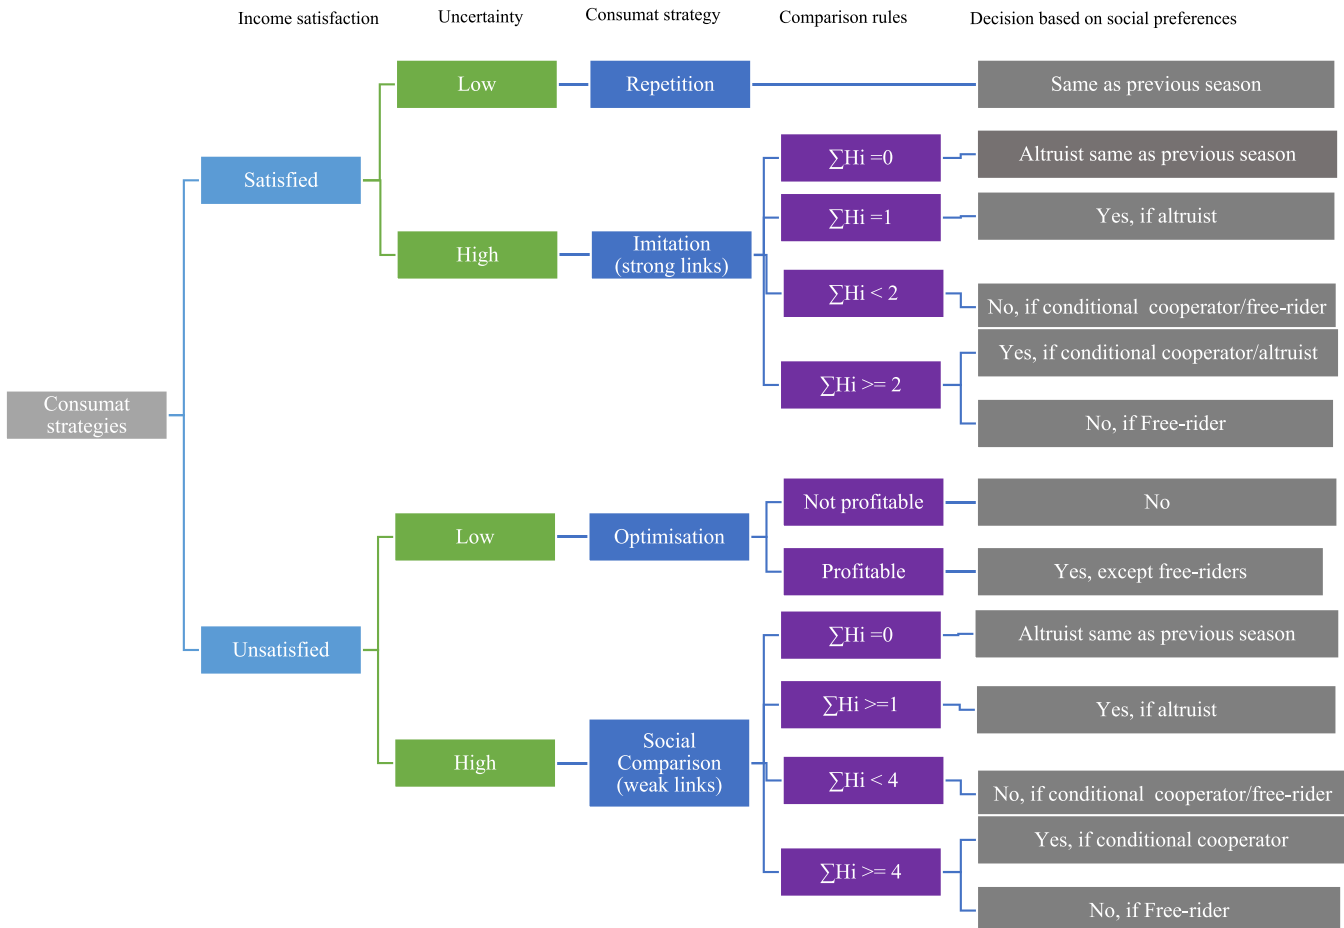 Income satisfaction
Uncertainty
Consumat strategy
Comparison rules
Decision based on social preferences
Low
Repetition
Same as previous season
Satisfied
∑Hi =0
Altruist same as previous season
∑Hi =1
Yes, if altruist
High
Imitation
(strong links)
∑Hi < 2
No, if conditional  cooperator/free-rider
Yes, if conditional cooperator/altruist
∑Hi >= 2
No, if Free-rider
Consumat
strategies
Not profitable
No
Low
Optimisation
Profitable
Yes, except free-riders
Unsatisfied
∑Hi =0
Altruist same as previous season
∑Hi >=1
Yes, if altruist
High
Social
Comparison
(weak links)
∑Hi < 4
No, if conditional  cooperator/free-rider
Yes, if conditional cooperator
∑Hi >= 4
No, if Free-rider